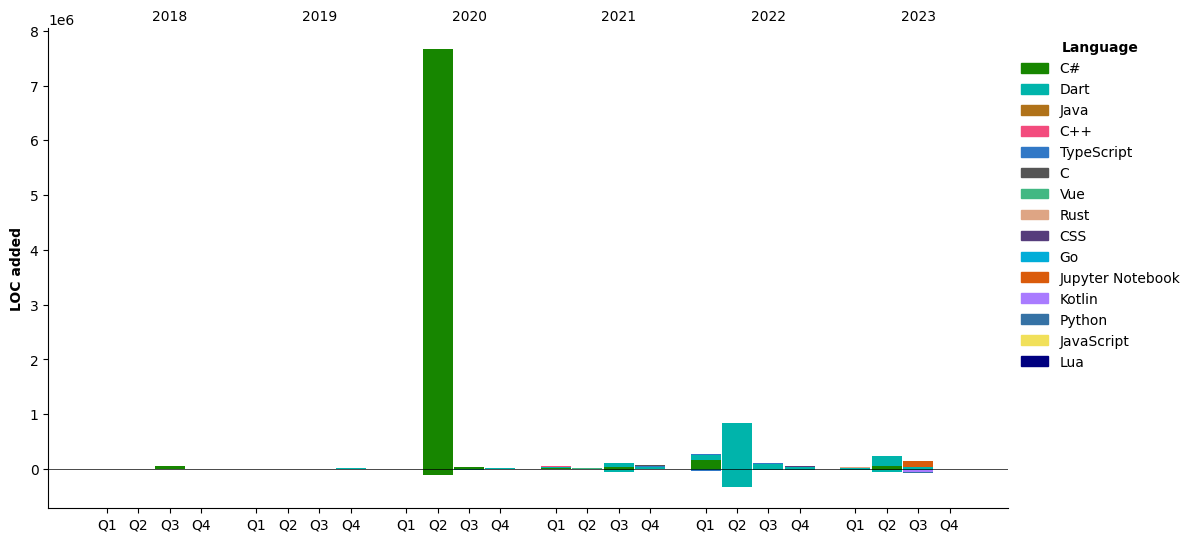 1e6
2018 2019 2020 2021 2022 2023
8
7
6
5
4
3
2
1
0
LOC added
Q1 Q2 Q3 Q4 Q1 Q2 Q3 Q4 Q1 Q2 Q3 Q4 Q1 Q2 Q3 Q4 Q1 Q2 Q3 Q4 Q1 Q2 Q3 Q4
Language
C#
Dart
Java
C++
TypeScript
C
Vue
Rust
CSS
Go
Jupyter Notebook
Kotlin
Python
JavaScript
Lua